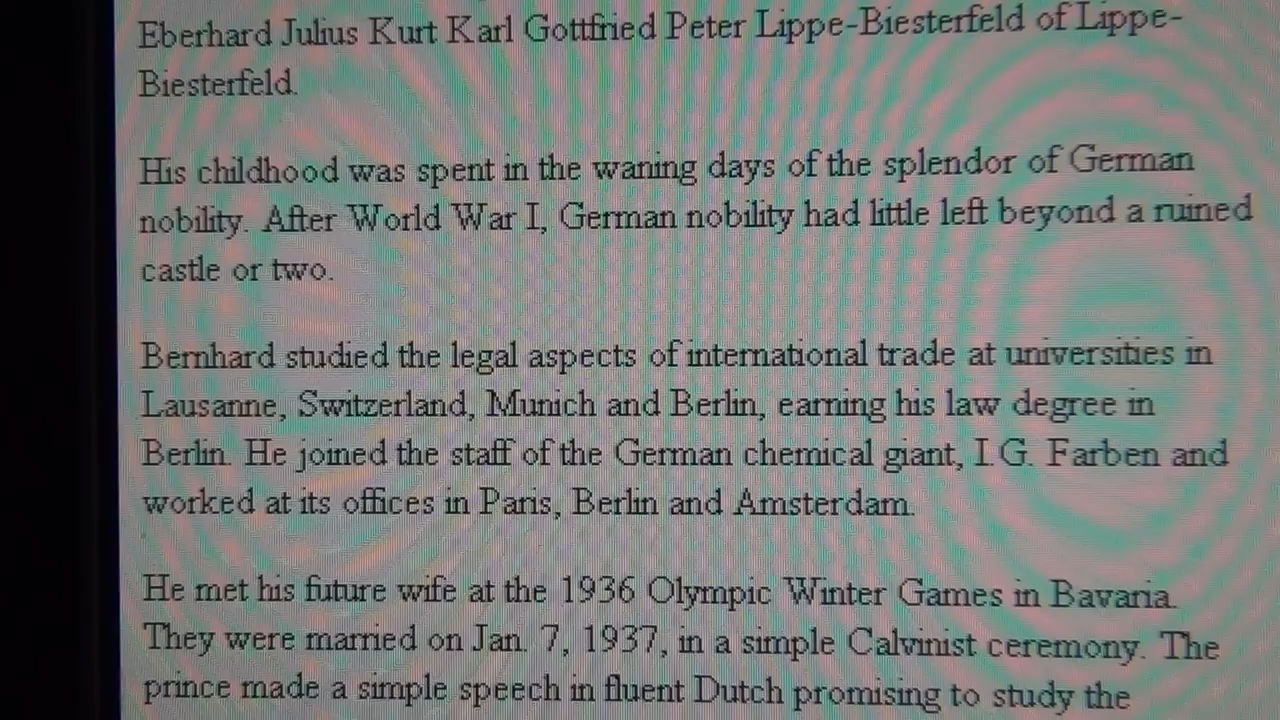 Eberhard Julius Kurt Karl Gottfried Peter Lippe-Biesterfeld of Lippe-
Biesterfeld.
His childhood was spent in the waning days of the splendor of German
nobility. After World War I, German nobility had little left beyond a ruined
castle or two.
Bernhard studied the legal aspects of international trade at universities in
Lausanne, Switzerland, Munich and Berlin, earning his law degree in
Berlin. He joined the staff of the German chemical giant, I.G. Farben and
worked at its offices in Paris, Berlin and Amsterdam.
He met his future wife at the 1936 Olympic Winter Games in Bavaria.
They were married on Jan. 7, 1937, in a simple Calvinist ceremony. The
prince made a simple speech in fluent Dutch promising to study the